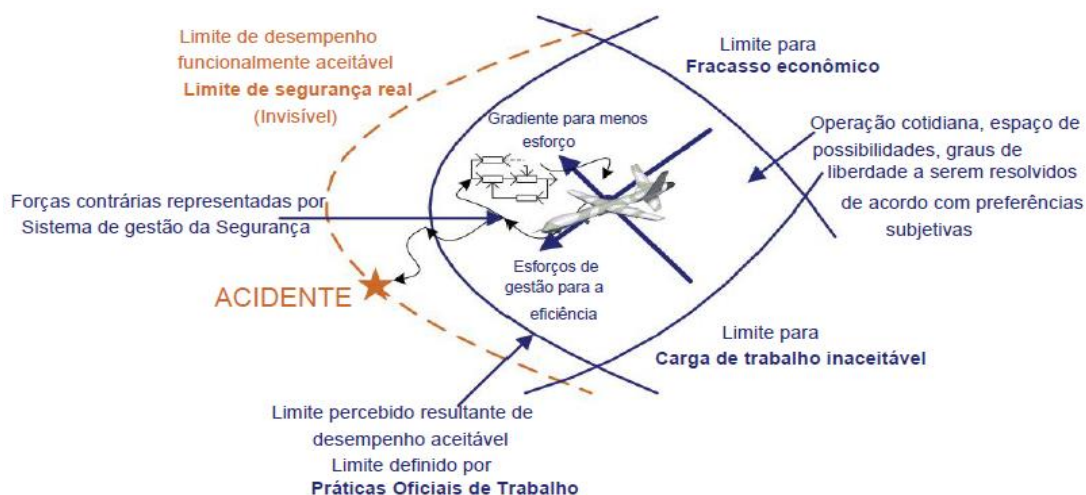 Limite de desempenho
funcionalmente aceitável
Limite de segurança real
(Invisível)
Limite para
Fracasso econômico
Gradiente para menos
esforço
Operação cotidiana, espaço de
possibilidades, graus de
liberdade a serem resolvidos
de acordo com preferências
subjetivas
Forças contrárias representadas por
Sistema de gestão da Segurança
Esforços de
gestão para a
eficiência
ACIDENTE
Limite para
Carga de trabalho inaceitável
Limite percebido resultante de
desempenho aceitável
Limite definido por
Práticas Oficiais de Trabalho